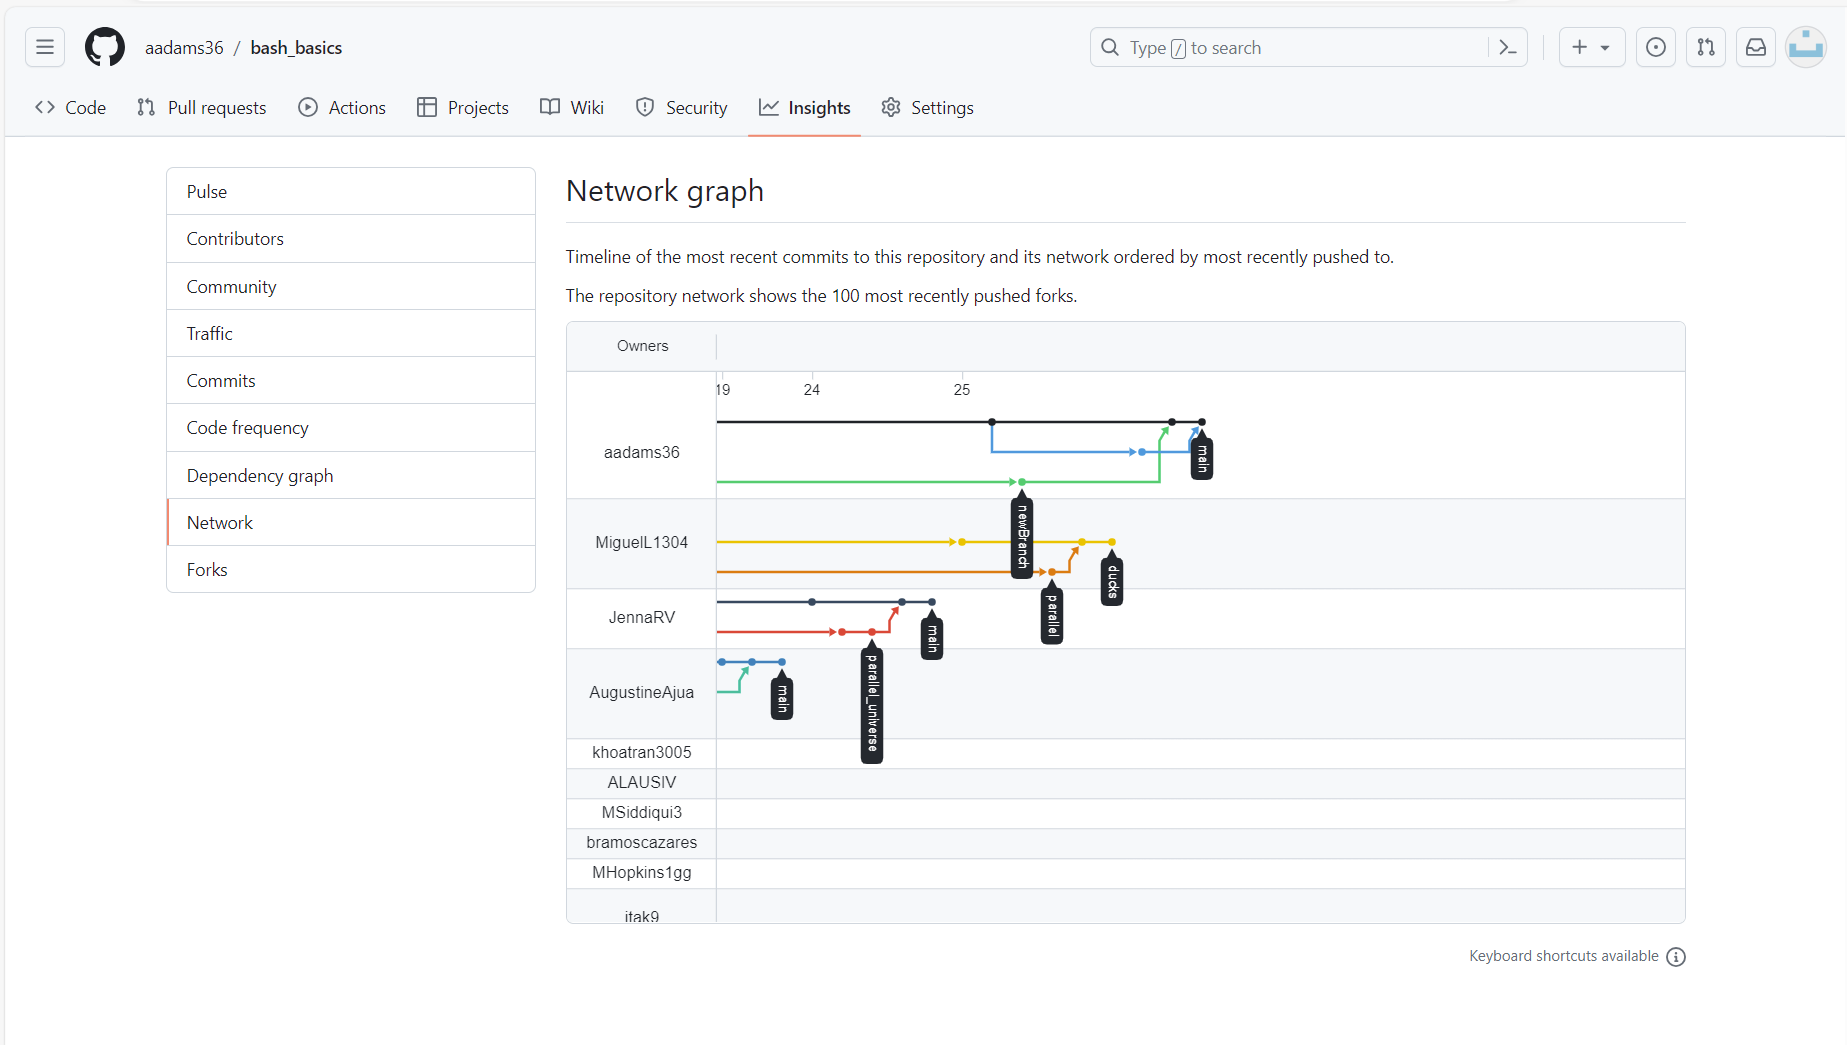 aadams36 / bash_basics
Type / to search
Code Pull requests Actions Projects Wiki Security Insights Settings
Pulse
Contributors
Community
Traffic
Commits
Code frequency
Dependency graph
Network
Forks
Network graph
Timeline of the most recent commits to this repository and its network ordered by most recently pushed to.
The repository network shows the 100 most recently pushed forks.
Owners
19 24 25
aadams36
main
newBranch
MiguelL1304
ducks
parallel
JennaRV
main
parallel_universe
AugustineAjua
main
khoatran3005
ALAUSIV
MSiddiqui3
bramoscazares
MHopkins1gg
itak9
Keyboard shortcuts available